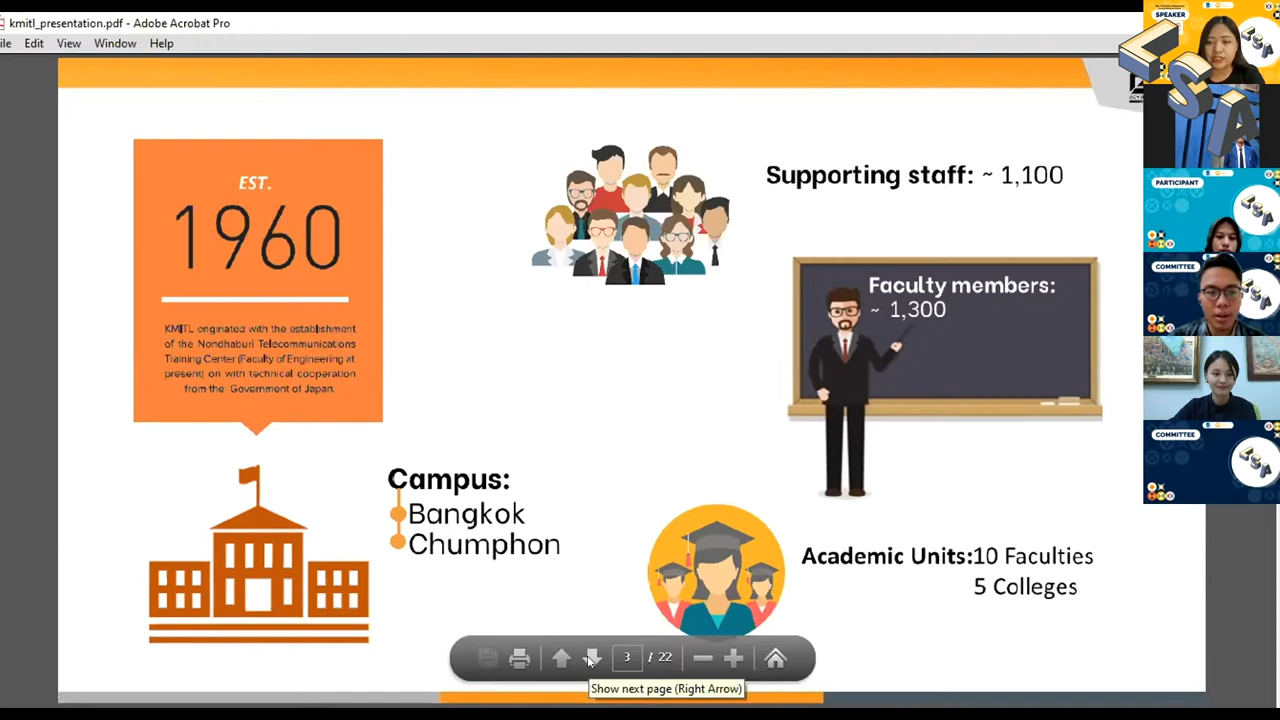 kmitl_presentation.pdf - Adobe Acrobat Pro
ile Edit View Window Help
EST.
1960
KMITL originated with the establishment
of the Nondhaburi Telecommunications
Training Center (Faculty of Engineering at
present) on with technical cooperation
from the Government of Japan.
Supporting staff: ~ 1,100
Faculty members:
~ 1,300
Campus:
Bangkok
Chumphon
Academic Units:10 Faculties
5 Colleges
3 / 22
Show next page (Right Arrow)
SPEAKER
LSA
PARTICIPANT
LSA
COMMITTEE
COMMITTEE
LSA